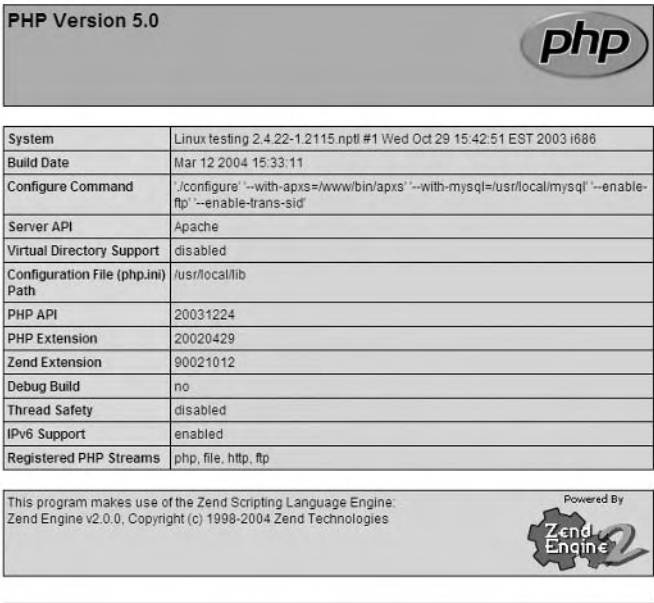 PHP Version 5.0
php
System Linux testing 2.4.22-1.2115.nptl #1 Wed Oct 29 15:42:51 EST 2003 i686
Build Date Mar 12 2004 15:33:11
Configure Command './configure' '--with-apxs=/www/bin/apxs' '--with-mysql=/usr/local/mysql' '--enable-
ftp' '--enable-trans-sid'
Server API Apache
Virtual Directory Support disabled
Configuration File (php.ini) /usr/local/lib
Path
PHP API 20031224
PHP Extension 20020429
Zend Extension 90021012
Debug Build no
Thread Safety disabled
IPv6 Support enabled
Registered PHP Streams php, file, http, ftp
This program makes use of the Zend Scripting Language Engine:
Zend Engine v2.0.0, Copyright (c) 1998-2004 Zend Technologies
Powered By
Zend
Engine 2